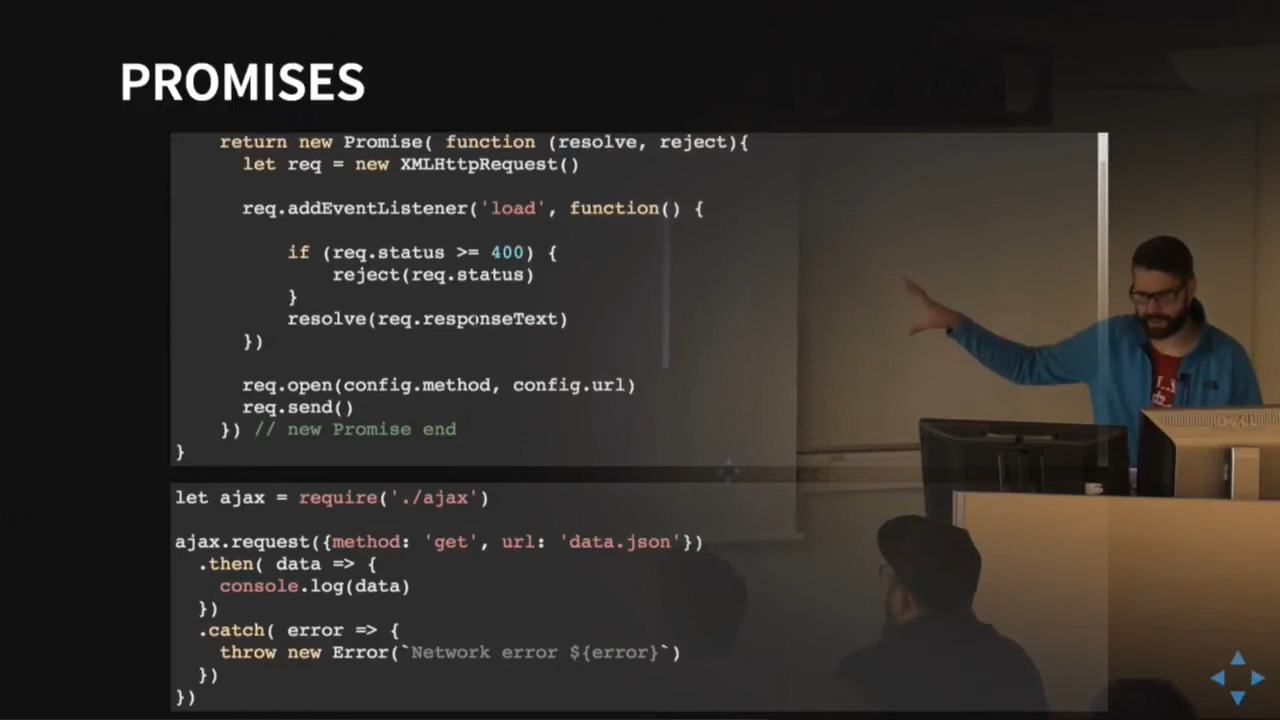 PROMISES
return new Promise( function (resolve, reject){
let req = new XMLHttpRequest()
req.addEventListener('load', function() {
if (req.status >= 400) {
reject(req.status)
}
resolve(req.responseText)
})
req.open(config.method, config.url)
req.send()
}) // new Promise end
}
let ajax = require('./ajax')
ajax.request({method: 'get', url: 'data.json'})
.then( data => {
console.log(data)
})
.catch( error => {
throw new Error(`Network error ${error}`)
})
})